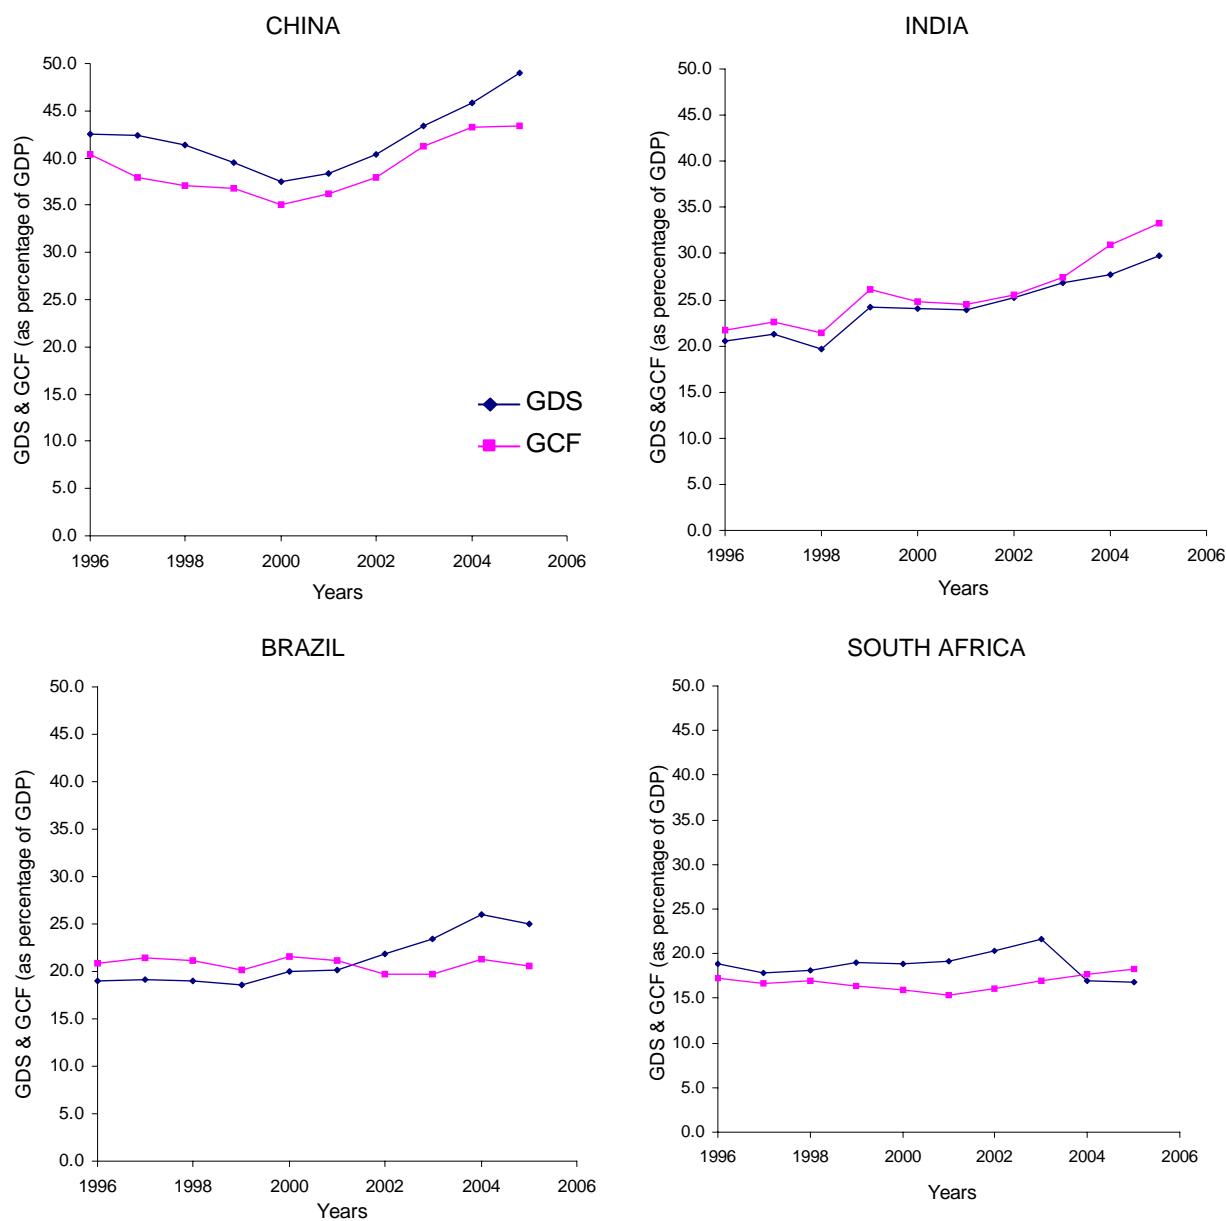 CHINA
GDS & GCF (as percentage of GDP)
50.0
45.0
40.0
35.0
30.0
25.0
20.0
15.0
10.0
5.0
0.0
GDS
GCF
1996 1998 2000 2002 2004 2006
Years
INDIA
GDS &GCF (as perecentage of GDP)
50.0
45.0
40.0
35.0
30.0
25.0
20.0
15.0
10.0
5.0
0.0
1996 1998 2000 2002 2004 2006
Years
BRAZIL
GDS & GCF (as percentage of GDP)
50.0
45.0
40.0
35.0
30.0
25.0
20.0
15.0
10.0
5.0
0.0
1996 1998 2000 2002 2004 2006
Years
SOUTH AFRICA
GDS & GCF (as percentage of GDP)
50.0
45.0
40.0
35.0
30.0
25.0
20.0
15.0
10.0
5.0
0.0
1996 1998 2000 2002 2004 2006
Years